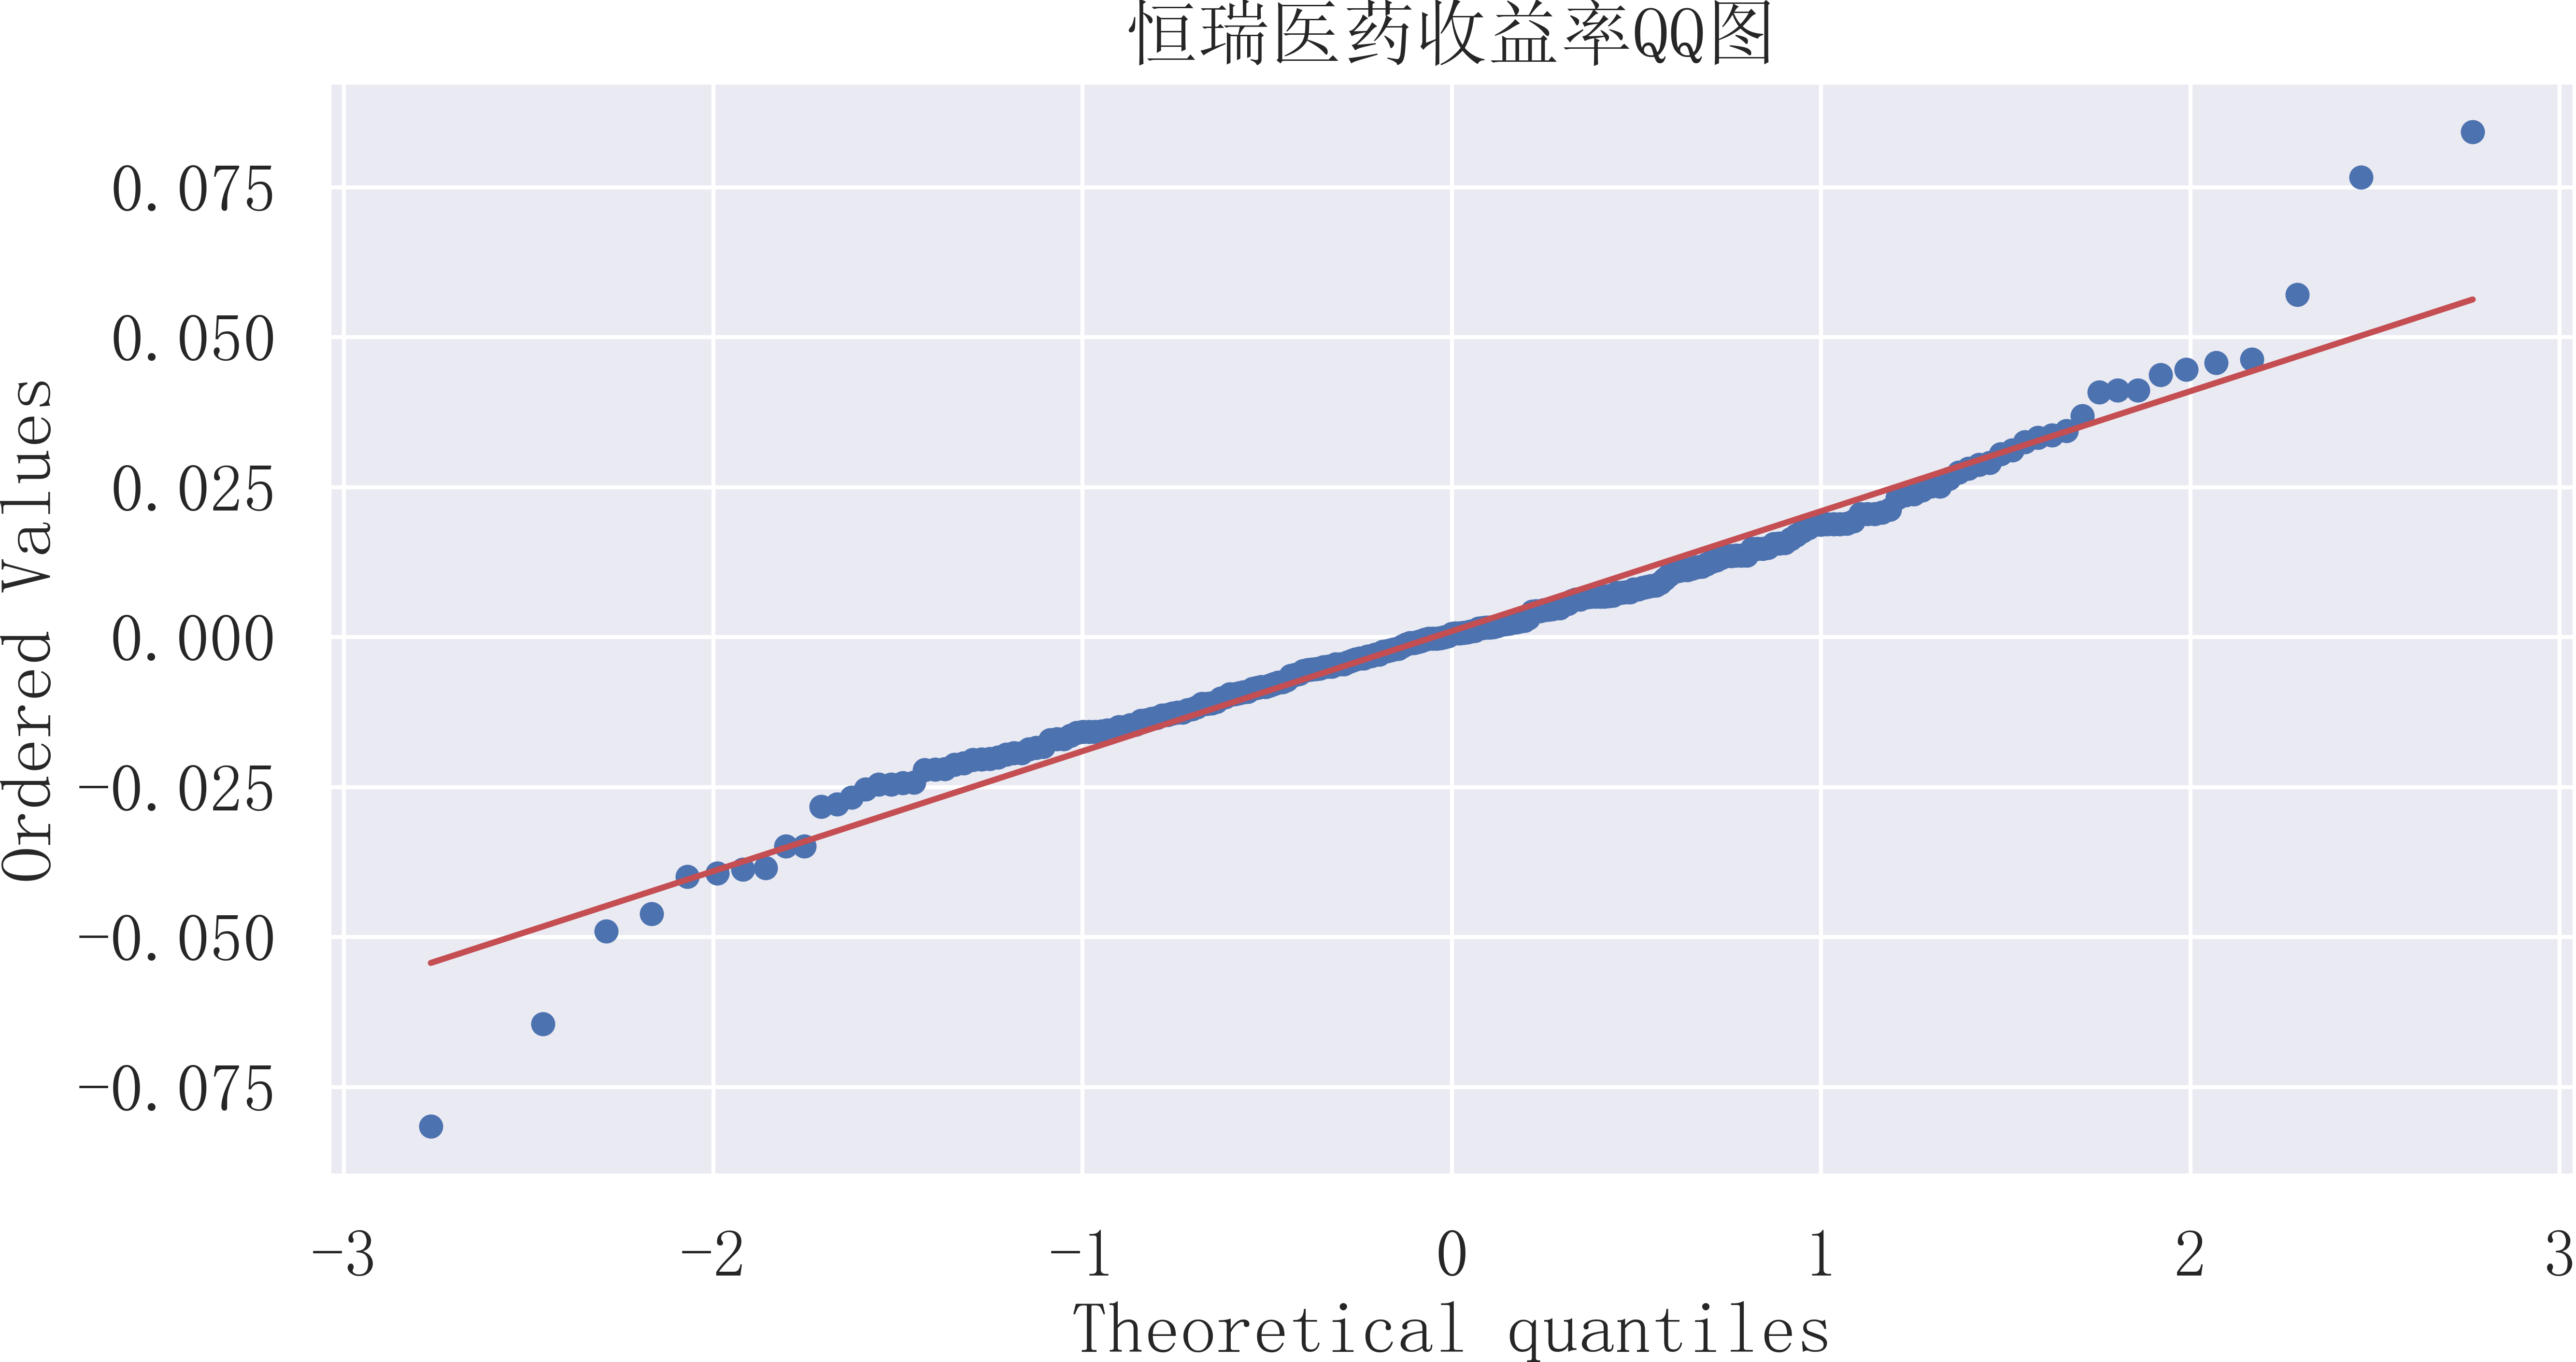 恒瑞医药收益率QQ图
Ordered Values
0.075
0.050
0.025
0.000
-0.025
-0.050
-0.075
-3 -2 -1 0 1 2 3
Theoretical quantiles